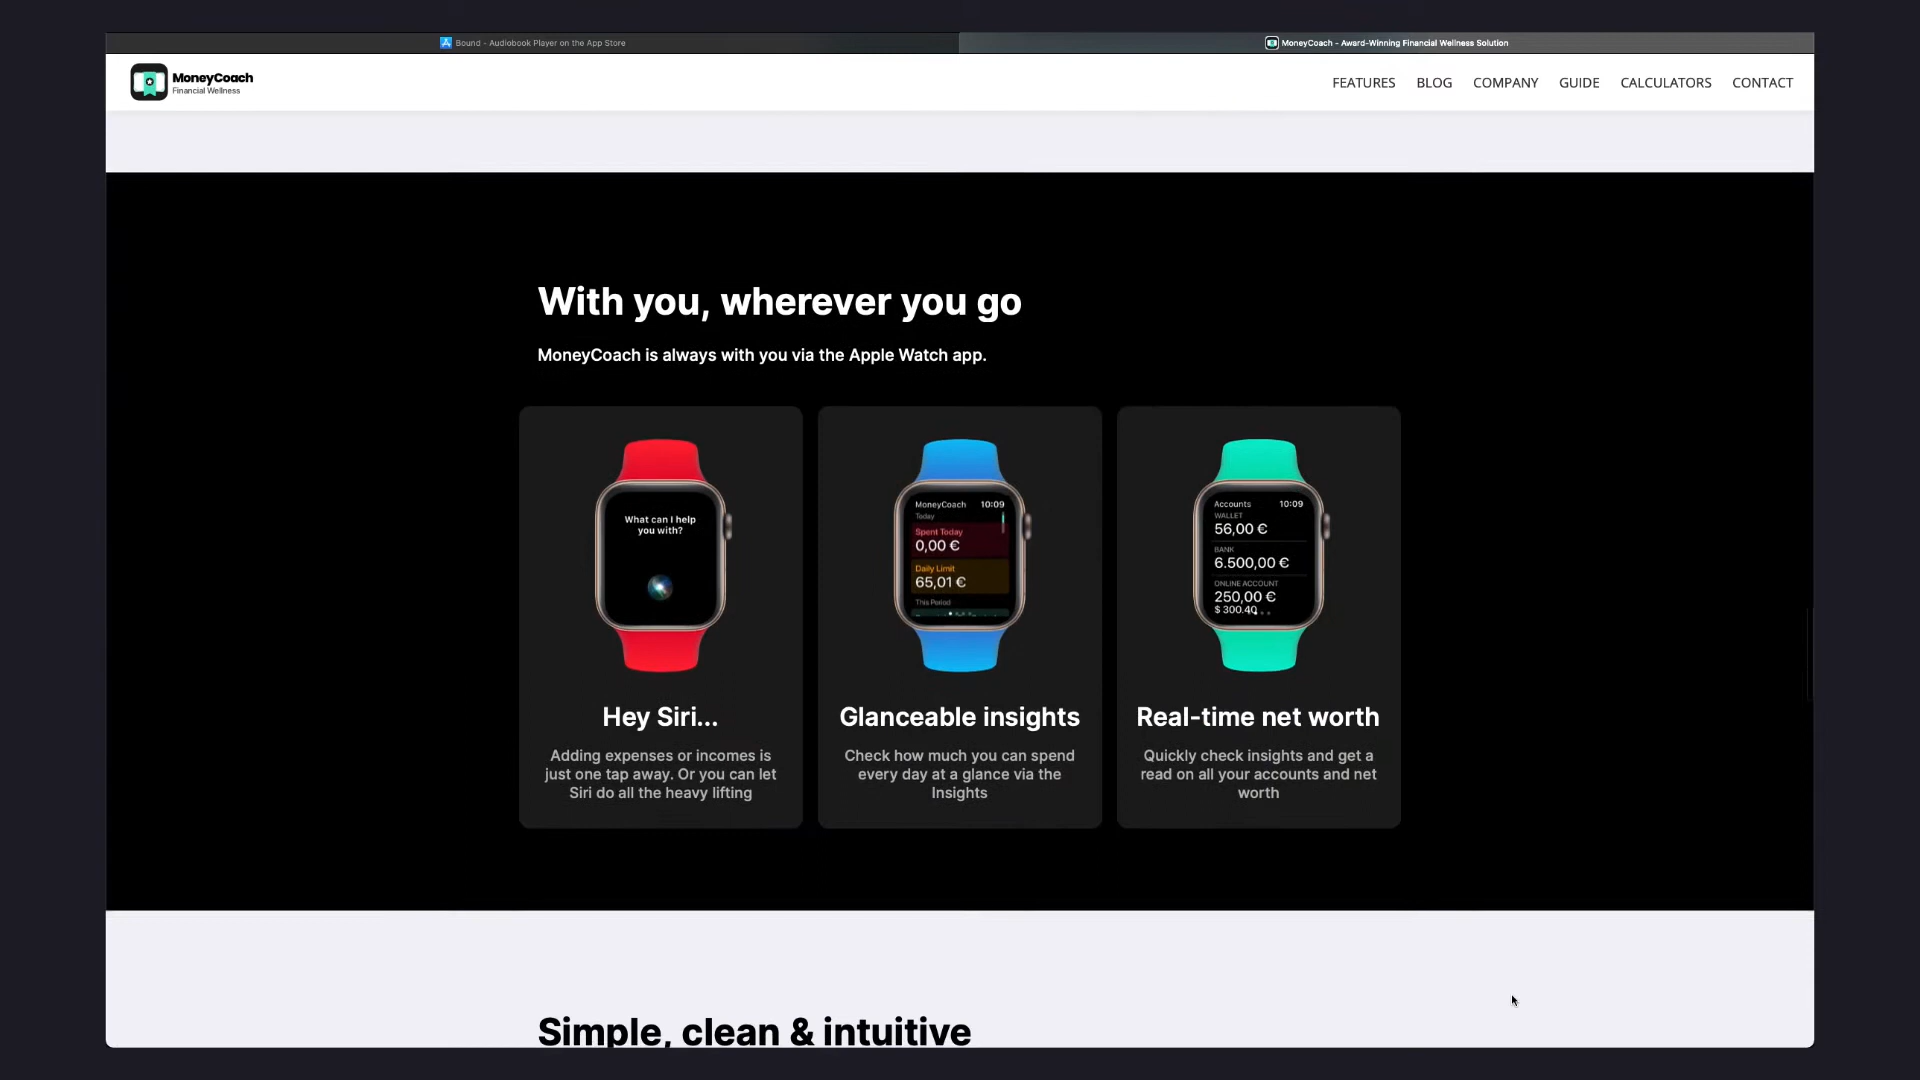 Bound - Audiobook Player on the App Store
MoneyCoach - Award-Winning Financial Wellness Solution
MoneyCoach
Financial Wellness
FEATURES
BLOG
COMPANY
GUIDE
CALCULATORS
CONTACT
With you, wherever you go
MoneyCoach is always with you via the Apple Watch app.
What can I help
you with?
Hey Siri...
Adding expenses or incomes is
just one tap away. Or you can let
Siri do all the heavy lifting
MoneyCoach 10:09
Today
Spent Today
0,00 €
Daily Limit
65,01 €
This Period
Glanceable insights
Check how much you can spend
every day at a glance via the
Insights
Accounts 10:09
WALLET
56,00 €
BANK
6.500,00 €
ONLINE ACCOUNT
250,00 €
$ 300.40
Real-time net worth
Quickly check insights and get a
read on all your accounts and net
worth
Simple, clean & intuitive